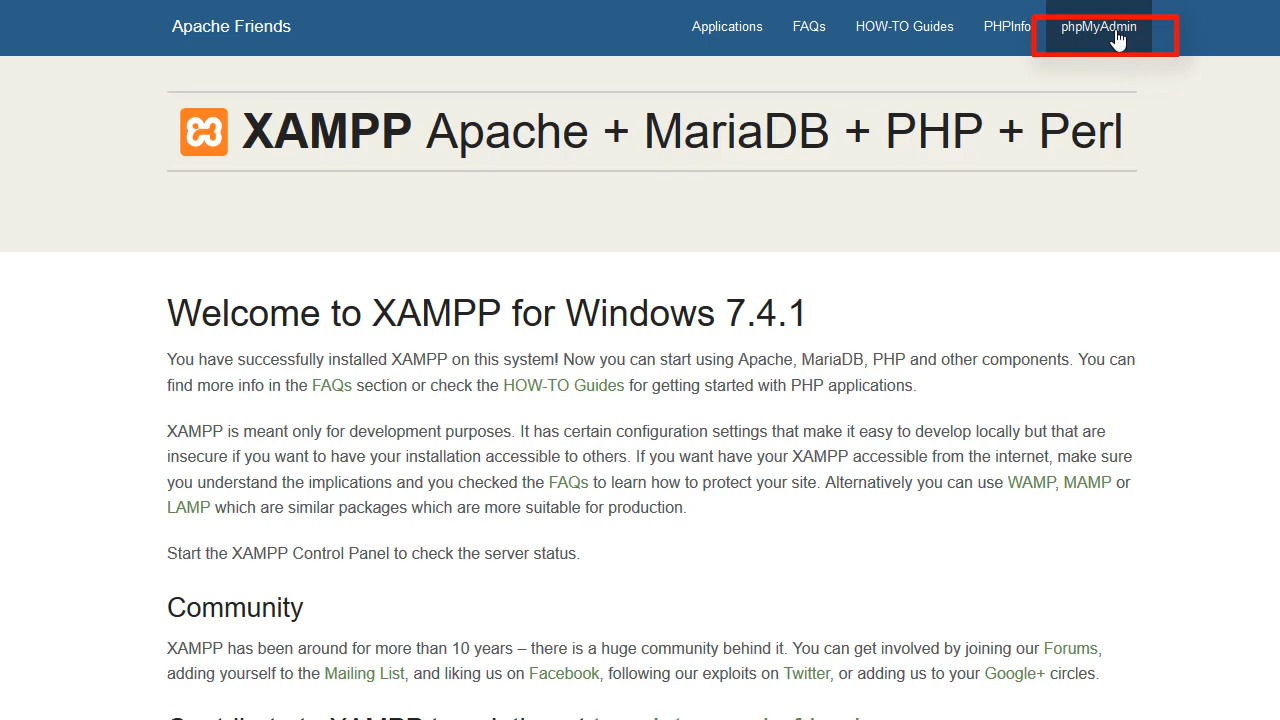 Apache Friends
Applications FAQs HOW-TO Guides PHPInfo phpMyAdmin
XAMPP Apache + MariaDB + PHP + Perl
Welcome to XAMPP for Windows 7.4.1
You have successfully installed XAMPP on this system! Now you can start using Apache, MariaDB, PHP and other components. You can
find more info in the FAQs section or check the HOW-TO Guides for getting started with PHP applications.
XAMPP is meant only for development purposes. It has certain configuration settings that make it easy to develop locally but that are
insecure if you want to have your installation accessible to others. If you want have your XAMPP accessible from the internet, make sure
you understand the implications and you checked the FAQs to learn how to protect your site. Alternatively you can use WAMP, MAMP or
LAMP which are similar packages which are more suitable for production.
Start the XAMPP Control Panel to check the server status.
Community
XAMPP has been around for more than 10 years – there is a huge community behind it. You can get involved by joining our Forums,
adding yourself to the Mailing List, and liking us on Facebook, following our exploits on Twitter, or adding us to your Google+ circles.